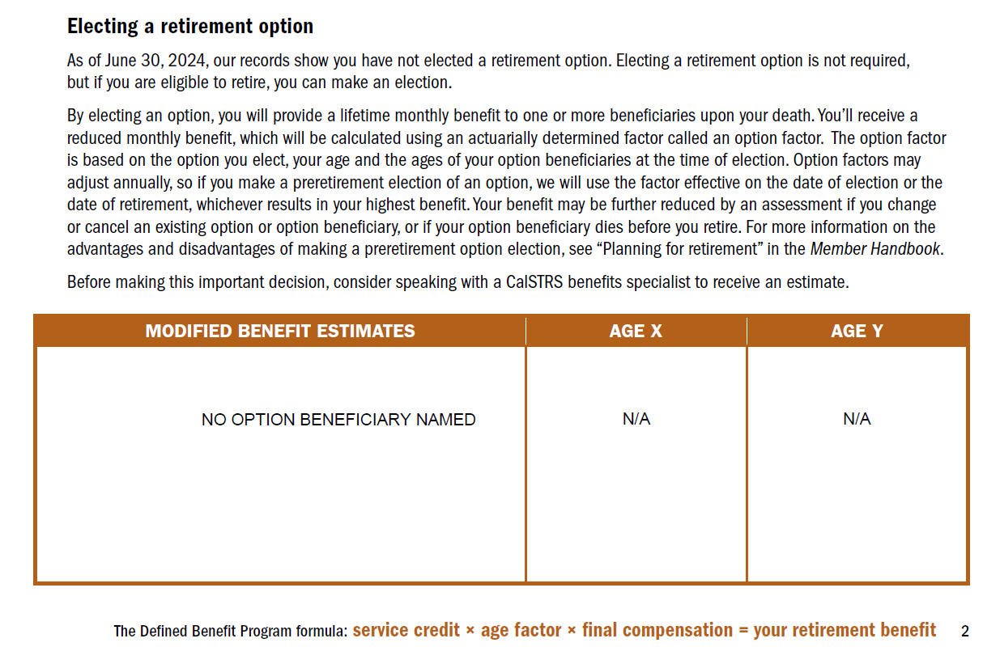 Electing a retirement option
As of June 30, 2024, our records show you have not elected a retirement option. Electing a retirement option is not required,
but if you are eligible to retire, you can make an election.
By electing an option, you will provide a lifetime monthly benefit to one or more beneficiaries upon your death. You’ll receive a
reduced monthly benefit, which will be calculated using an actuarially determined factor called an option factor. The option factor
is based on the option you elect, your age and the ages of your option beneficiaries at the time of election. Option factors may
adjust annually, so if you make a preretirement election of an option, we will use the factor effective on the date of election or the
date of retirement, whichever results in your highest benefit. Your benefit may be further reduced by an assessment if you change
or cancel an existing option or option beneficiary, or if your option beneficiary dies before you retire. For more information on the
advantages and disadvantages of making a preretirement option election, see “Planning for retirement” in the Member Handbook.
Before making this important decision, consider speaking with a CalSTRS benefits specialist to receive an estimate.
MODIFIED BENEFIT ESTIMATES AGE X AGE Y
NO OPTION BENEFICIARY NAMED N/A N/A
The Defined Benefit Program formula: service credit × age factor × final compensation = your retirement benefit 2